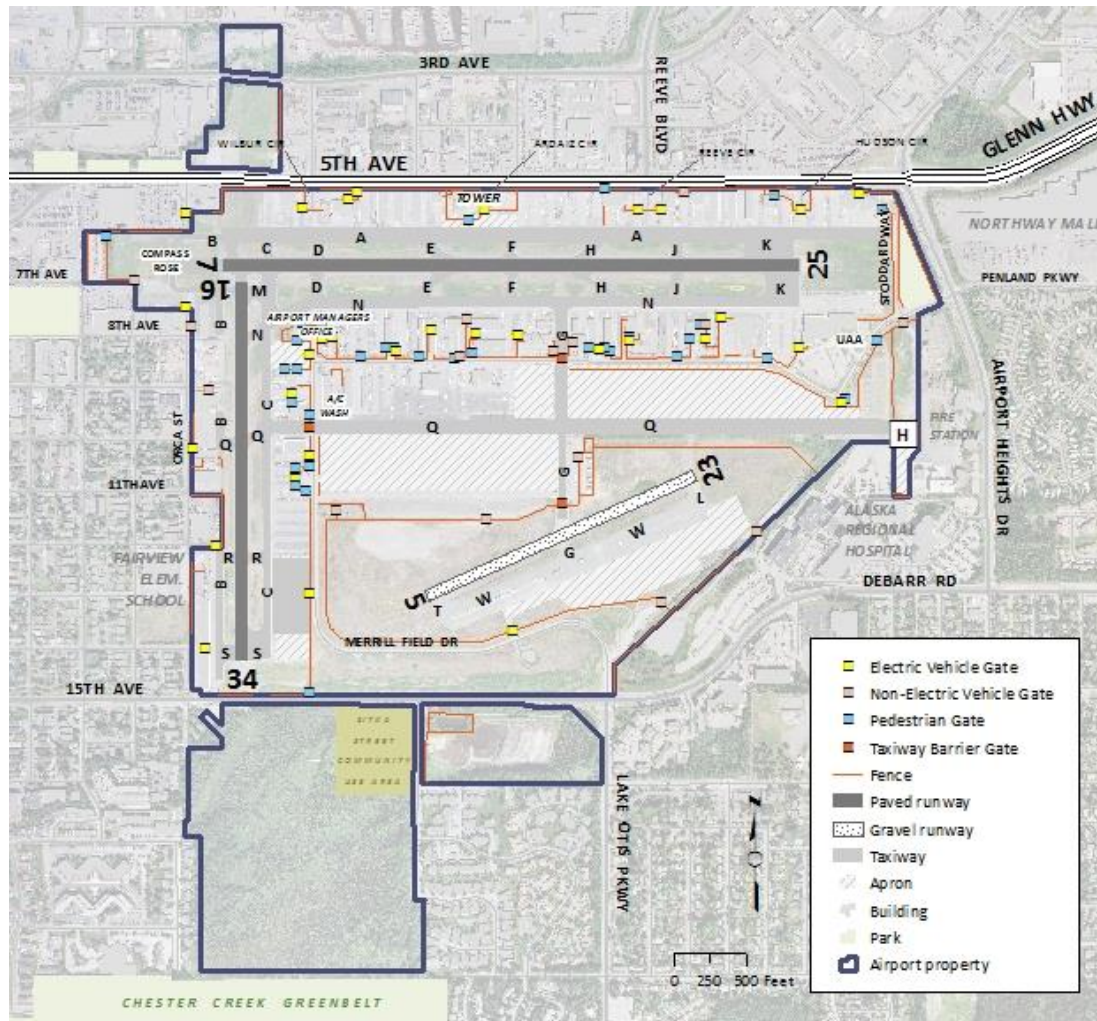 3RD AVE
REEVE BLVD
GLENN HWY
WILBUR CIR
ARDAIZ CIR
REEVE CIR
HUDSON CIR
5TH AVE
TOWER
STODDARD WAY
NORTHWAY MALL
B
C
D
A
E
F
H
A
J
K
COMPASS
ROSE
7
25
7TH AVE
PENLAND PKWY
16
M
D
N
E
F
H
N
J
K
8TH AVE
B
N
AIRPORT MANAGERS
OFFICE
G
UAA
AIRPORT HEIGHTS DR
C
A/C
WASH
ORCA ST
B
Q
Q
Q
Q
H
FIRE
STATION
11TH AVE
G
23
L
W
G
ALASKA
REGIONAL
HOSPITAL
FAIRVIEW
ELEM.
SCHOOL
R
R
B
C
5
T
W
DEBARR RD
MERRILL FIELD DR
S
S
34
15TH AVE
SITKA
STREET
COMMUNITY
USE AREA
LAKE OTIS PKWY
Electric Vehicle Gate
Non-Electric Vehicle Gate
Pedestrian Gate
Taxiway Barrier Gate
Fence
Paved runway
Gravel runway
Taxiway
Apron
Building
Park
Airport property
0 250 500 Feet
CHESTER CREEK GREENBELT